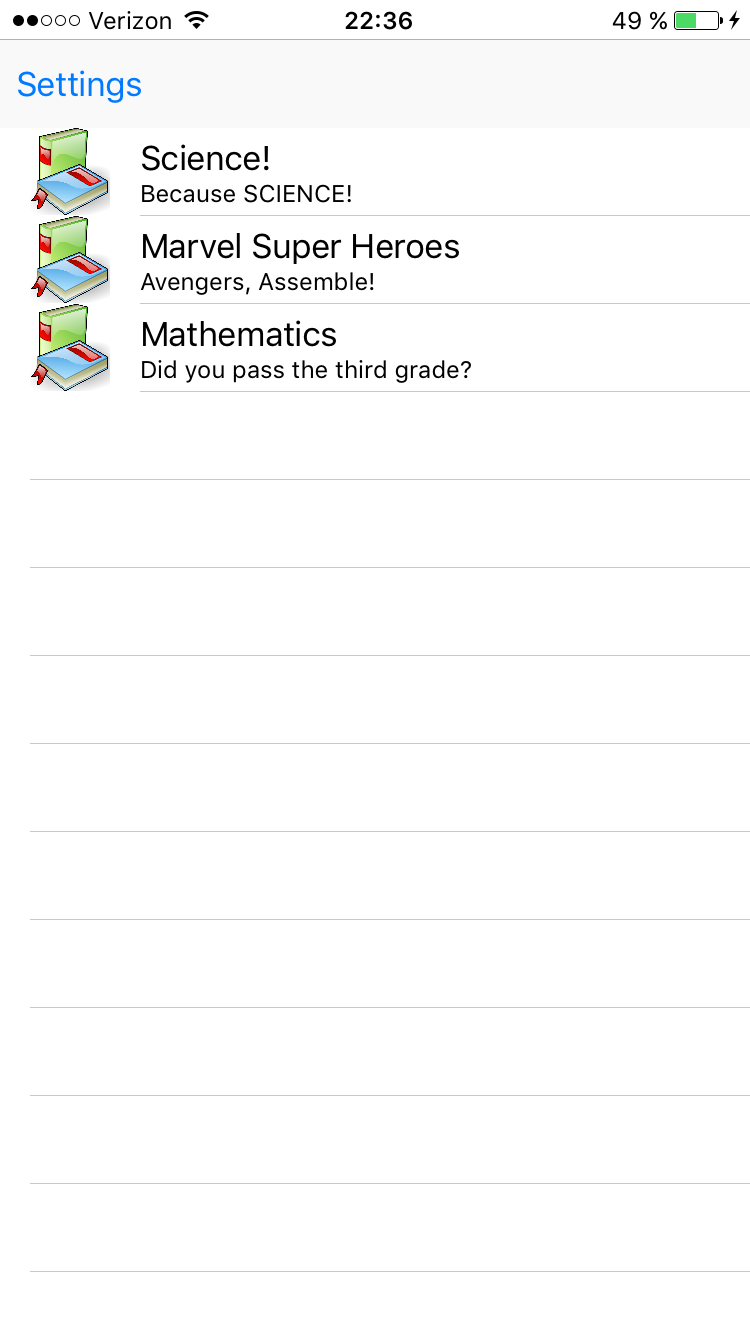 Verizon 22:36 49 %
Settings
Science!
Because SCIENCE!
Marvel Super Heroes
Avengers, Assemble!
Mathematics
Did you pass the third grade?